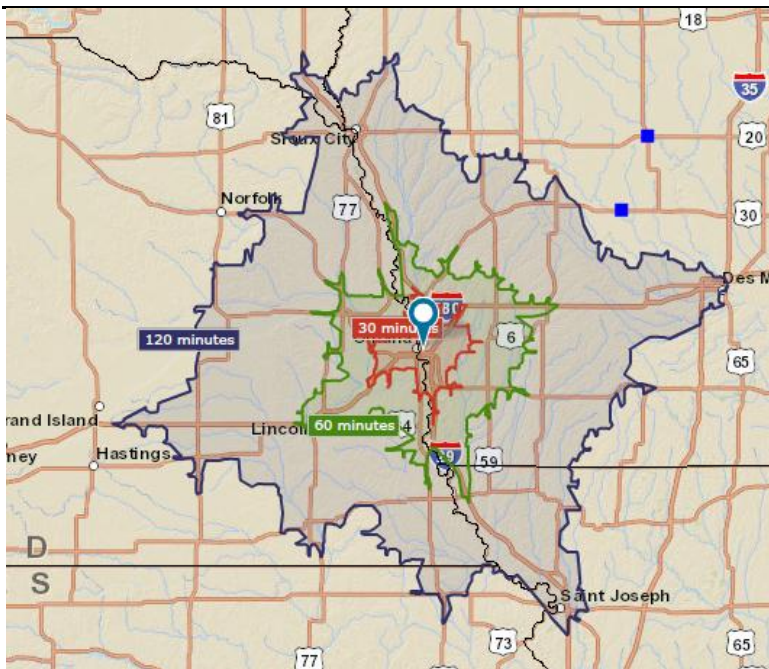 18
35
81
20
Sioux City
Norfolk
77
30
Des M
80
30 minutes
120 minutes
6
65
rand Island
Lincoln
60 minutes
4
ney
Hastings
59
D
S
Saint Joseph
73
65
77